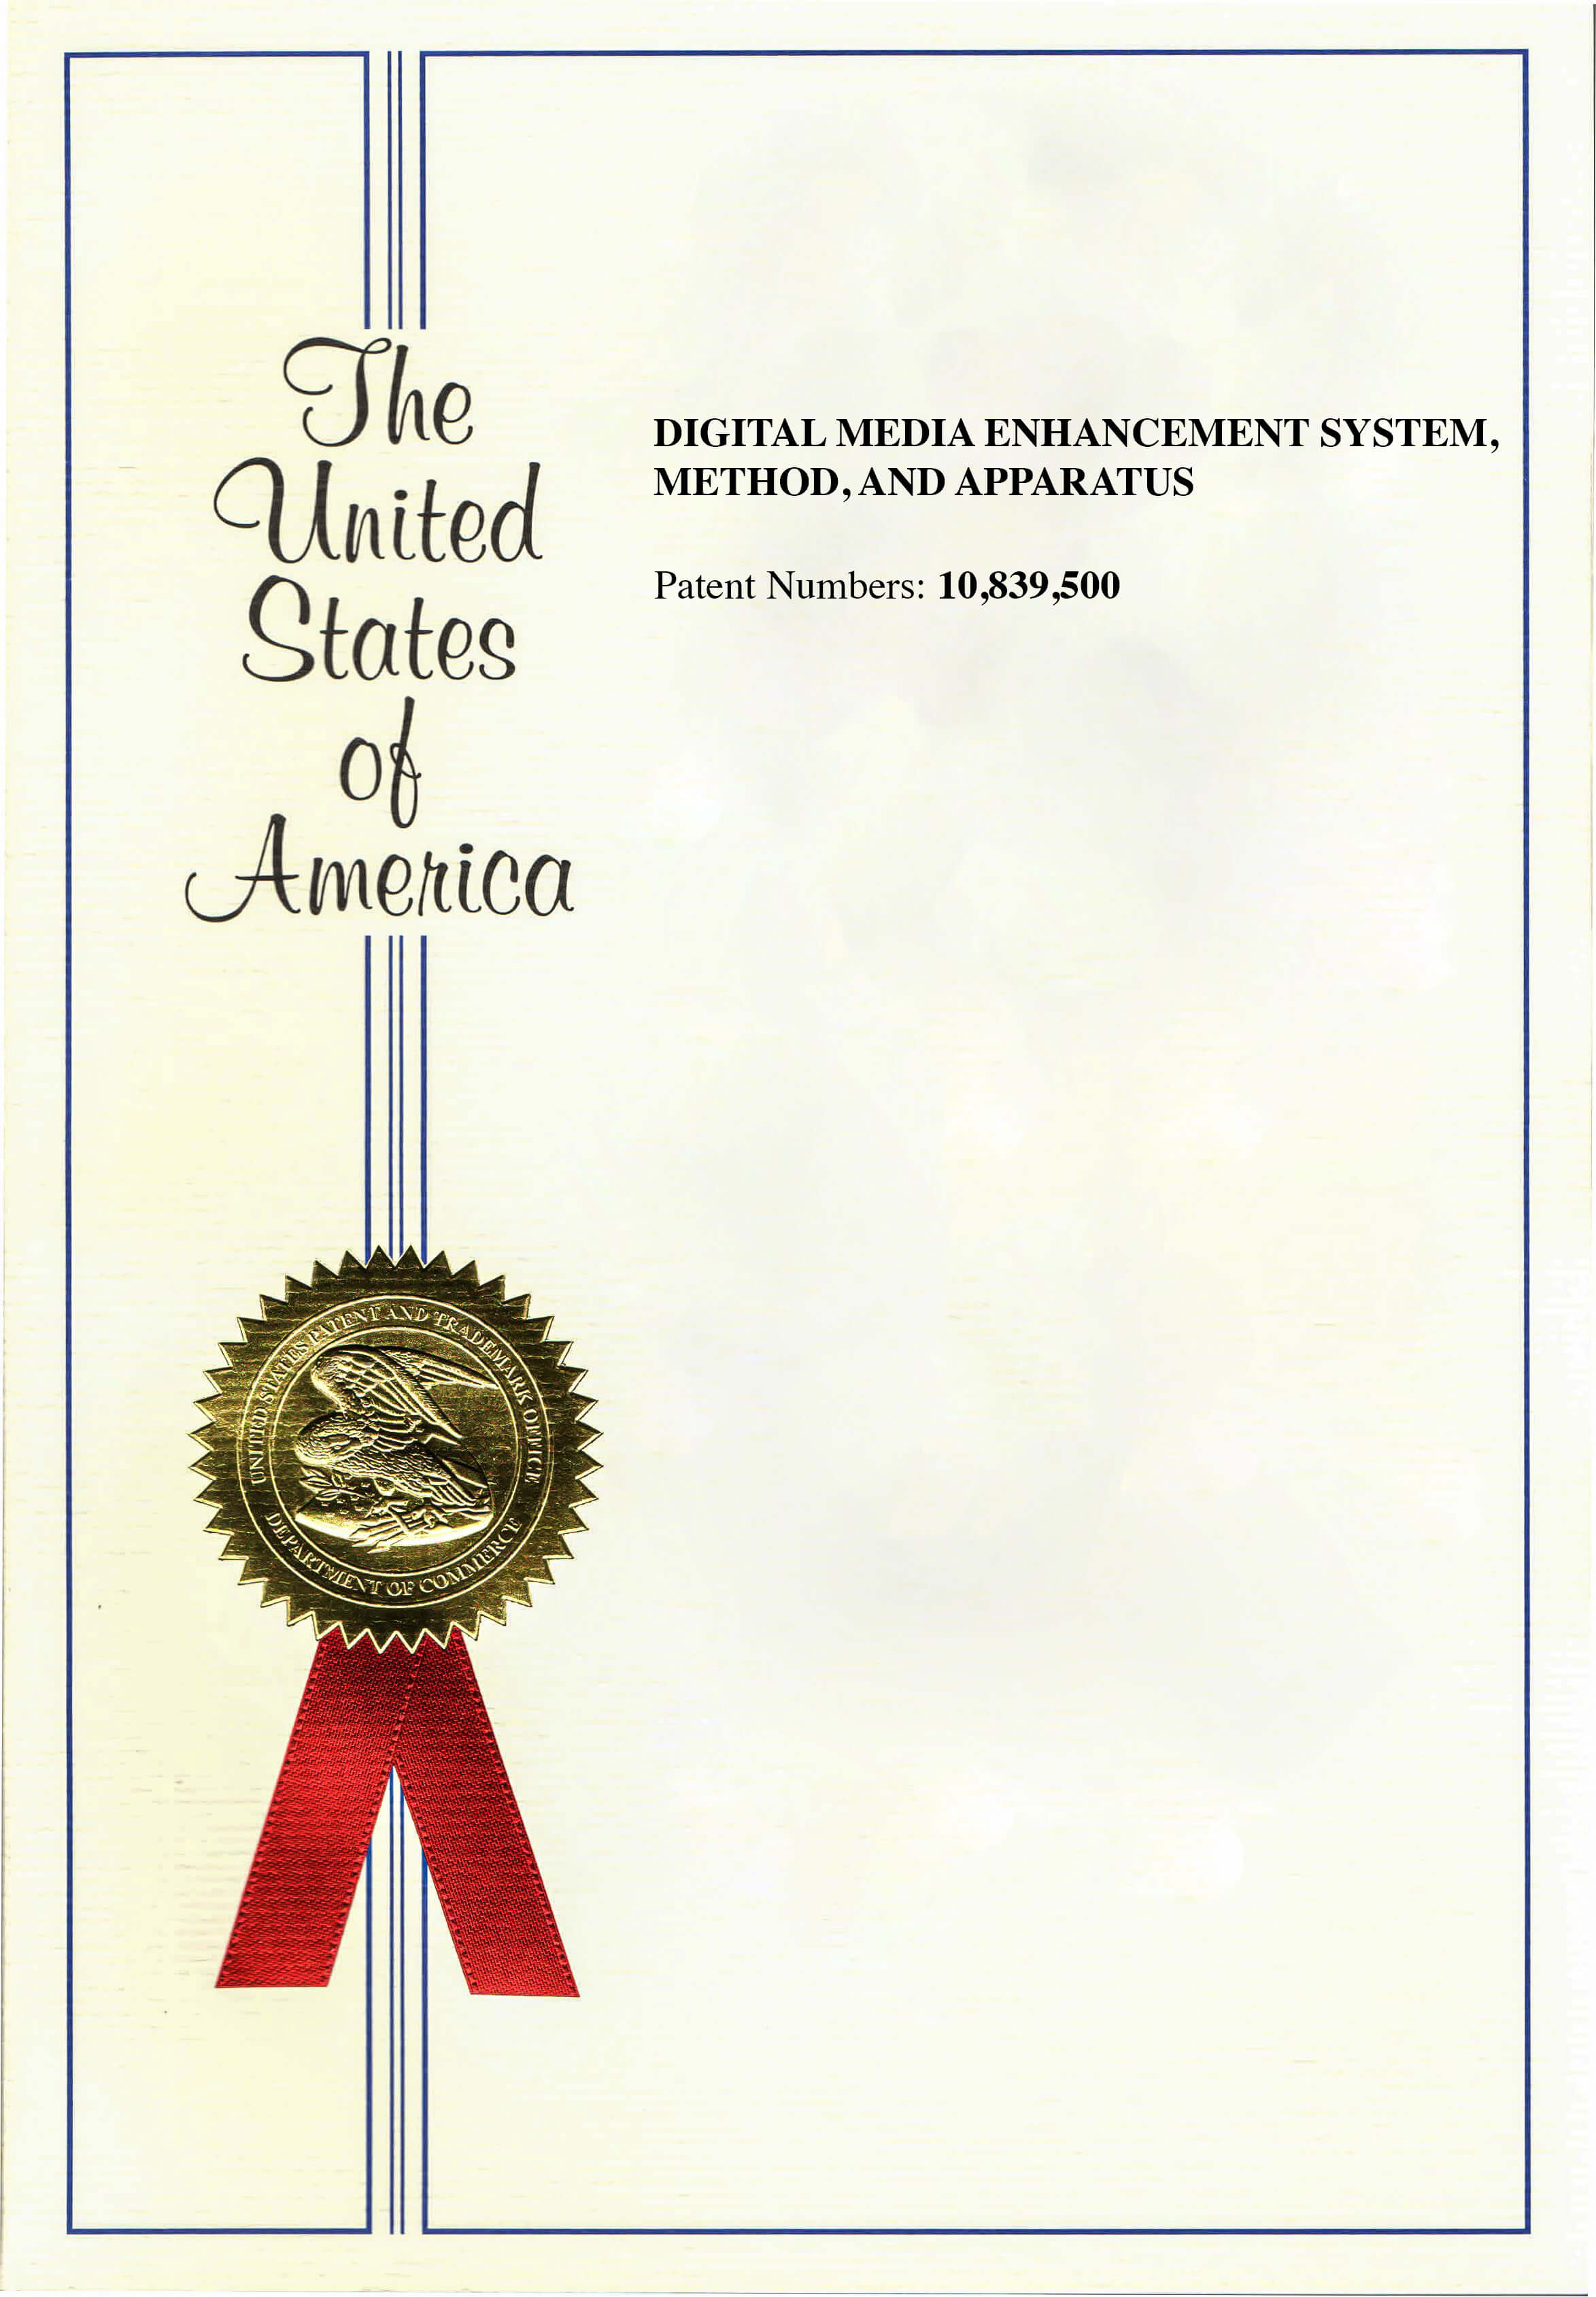 The
United
States
of
America
DIGITAL MEDIA ENHANCEMENT SYSTEM,
METHOD, AND APPARATUS
Patent Numbers: 10,839,500
UNITED STATES PATENT AND TRADEMARK OFFICE
DEPARTMENT OF COMMERCE